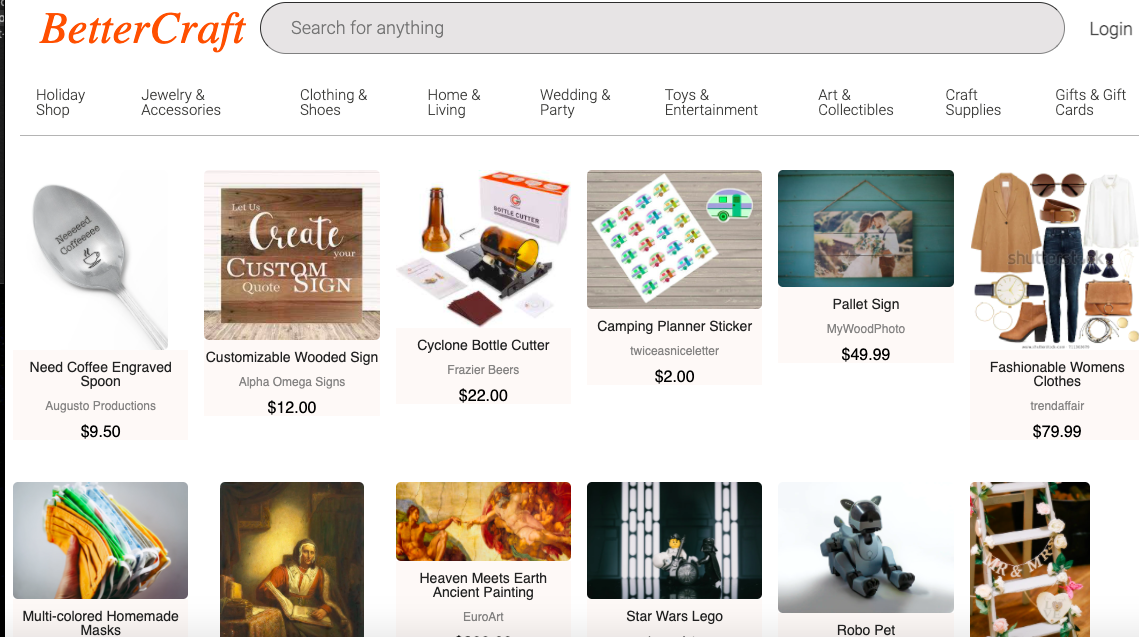 BetterCraft
Search for anything
Login
Holiday
Shop
Jewelry &
Accessories
Clothing &
Shoes
Home &
Living
Wedding &
Party
Toys &
Entertainment
Art &
Collectibles
Craft
Supplies
Gifts & Gift
Cards
Neeeeed
Coffeeeee
Need Coffee Engraved
Spoon
Augusto Productions
$9.50
Let Us
Create
your
CUSTOM
Quote SIGN
Customizable Wooded Sign
Alpha Omega Signs
$12.00
BOTTLE CUTTER
Cyclone Bottle Cutter
Frazier Beers
$22.00
Camping Planner Sticker
twiceasniceletter
$2.00
Pallet Sign
MyWoodPhoto
$49.99
shutterstock
Fashionable Womens
Clothes
trendaffair
$79.99
Multi-colored Homemade
Masks
Heaven Meets Earth
Ancient Painting
EuroArt
Star Wars Lego
Robo Pet
MR & MRS